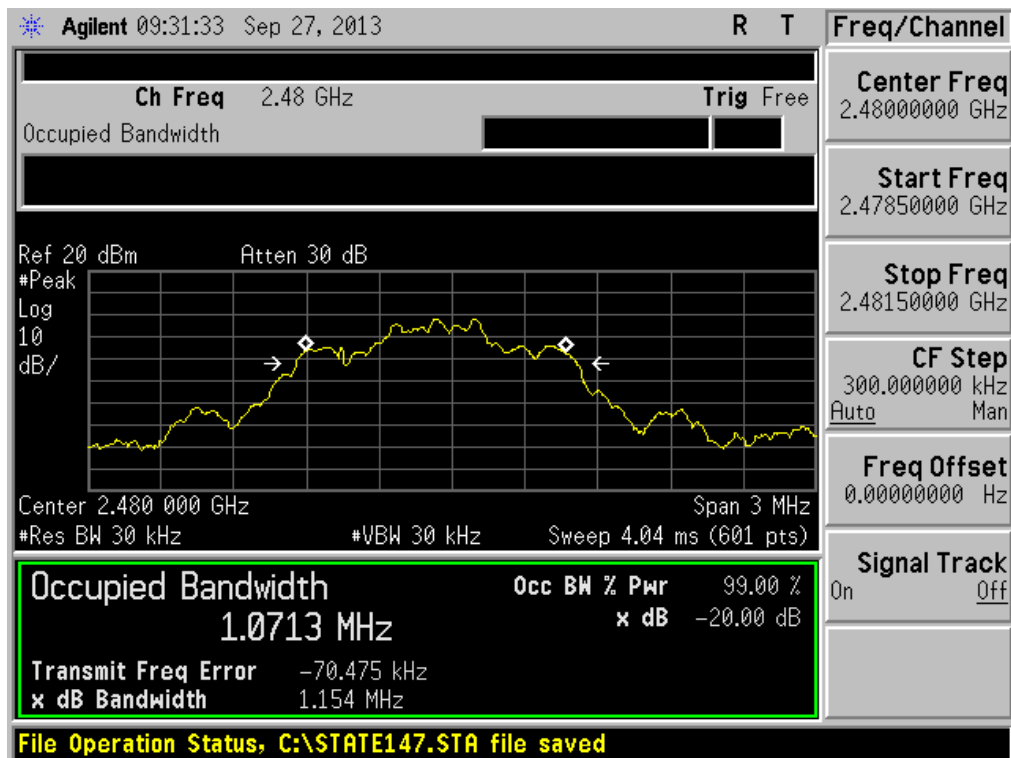 Agilent 09:31:33 Sep 27, 2013 R T
Ch Freq 2.48 GHz Trig Free
Occupied Bandwidth
Ref 20 dBm Atten 30 dB
#Peak
Log
10
dB/
Center 2.480 000 GHz Span 3 MHz
#Res BW 30 kHz #VBW 30 kHz Sweep 4.04 ms (601 pts)
Occupied Bandwidth Occ BW % Pwr 99.00 %
1.0713 MHz x dB -20.00 dB
Transmit Freq Error -70.475 kHz
x dB Bandwidth 1.154 MHz
File Operation Status, C:\STATE147.STA file saved
Freq/Channel
Center Freq
2.48000000 GHz
Start Freq
2.47850000 GHz
Stop Freq
2.48150000 GHz
CF Step
300.000000 kHz
Auto Man
Freq Offset
0.00000000 Hz
Signal Track
On Off